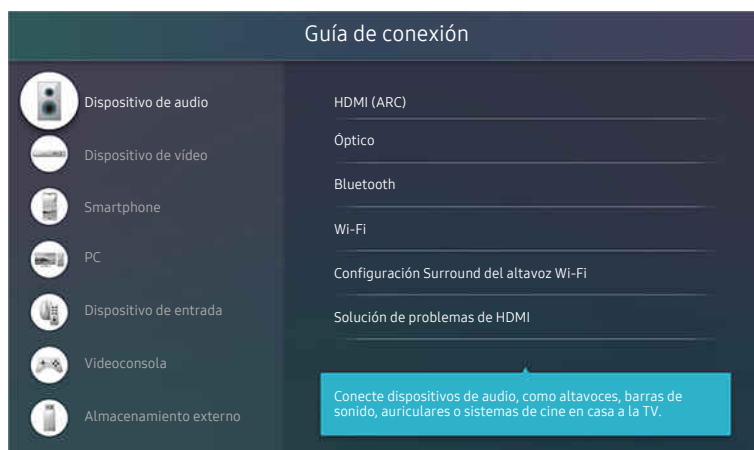 Guía de conexión
Dispositivo de audio
Dispositivo de vídeo
Smartphone
PC
Dispositivo de entrada
Videoconsola
Almacenamiento externo
HDMI (ARC)
Óptico
Bluetooth
Wi-Fi
Configuración Surround del altavoz Wi-Fi
Solución de problemas de HDMI
Conecte dispositivos de audio, como altavoces, barras de
sonido, auriculares o sistemas de cine en casa a la TV.